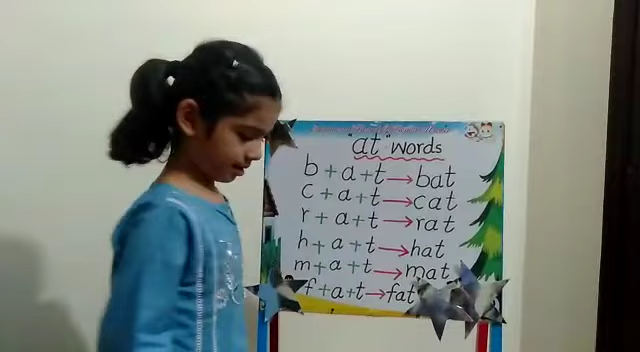 "at" words
b + a + t → bat
c + a + t → cat
r + a + t → rat
h + a + t → hat
m + a + t → mat
f + a + t → fat